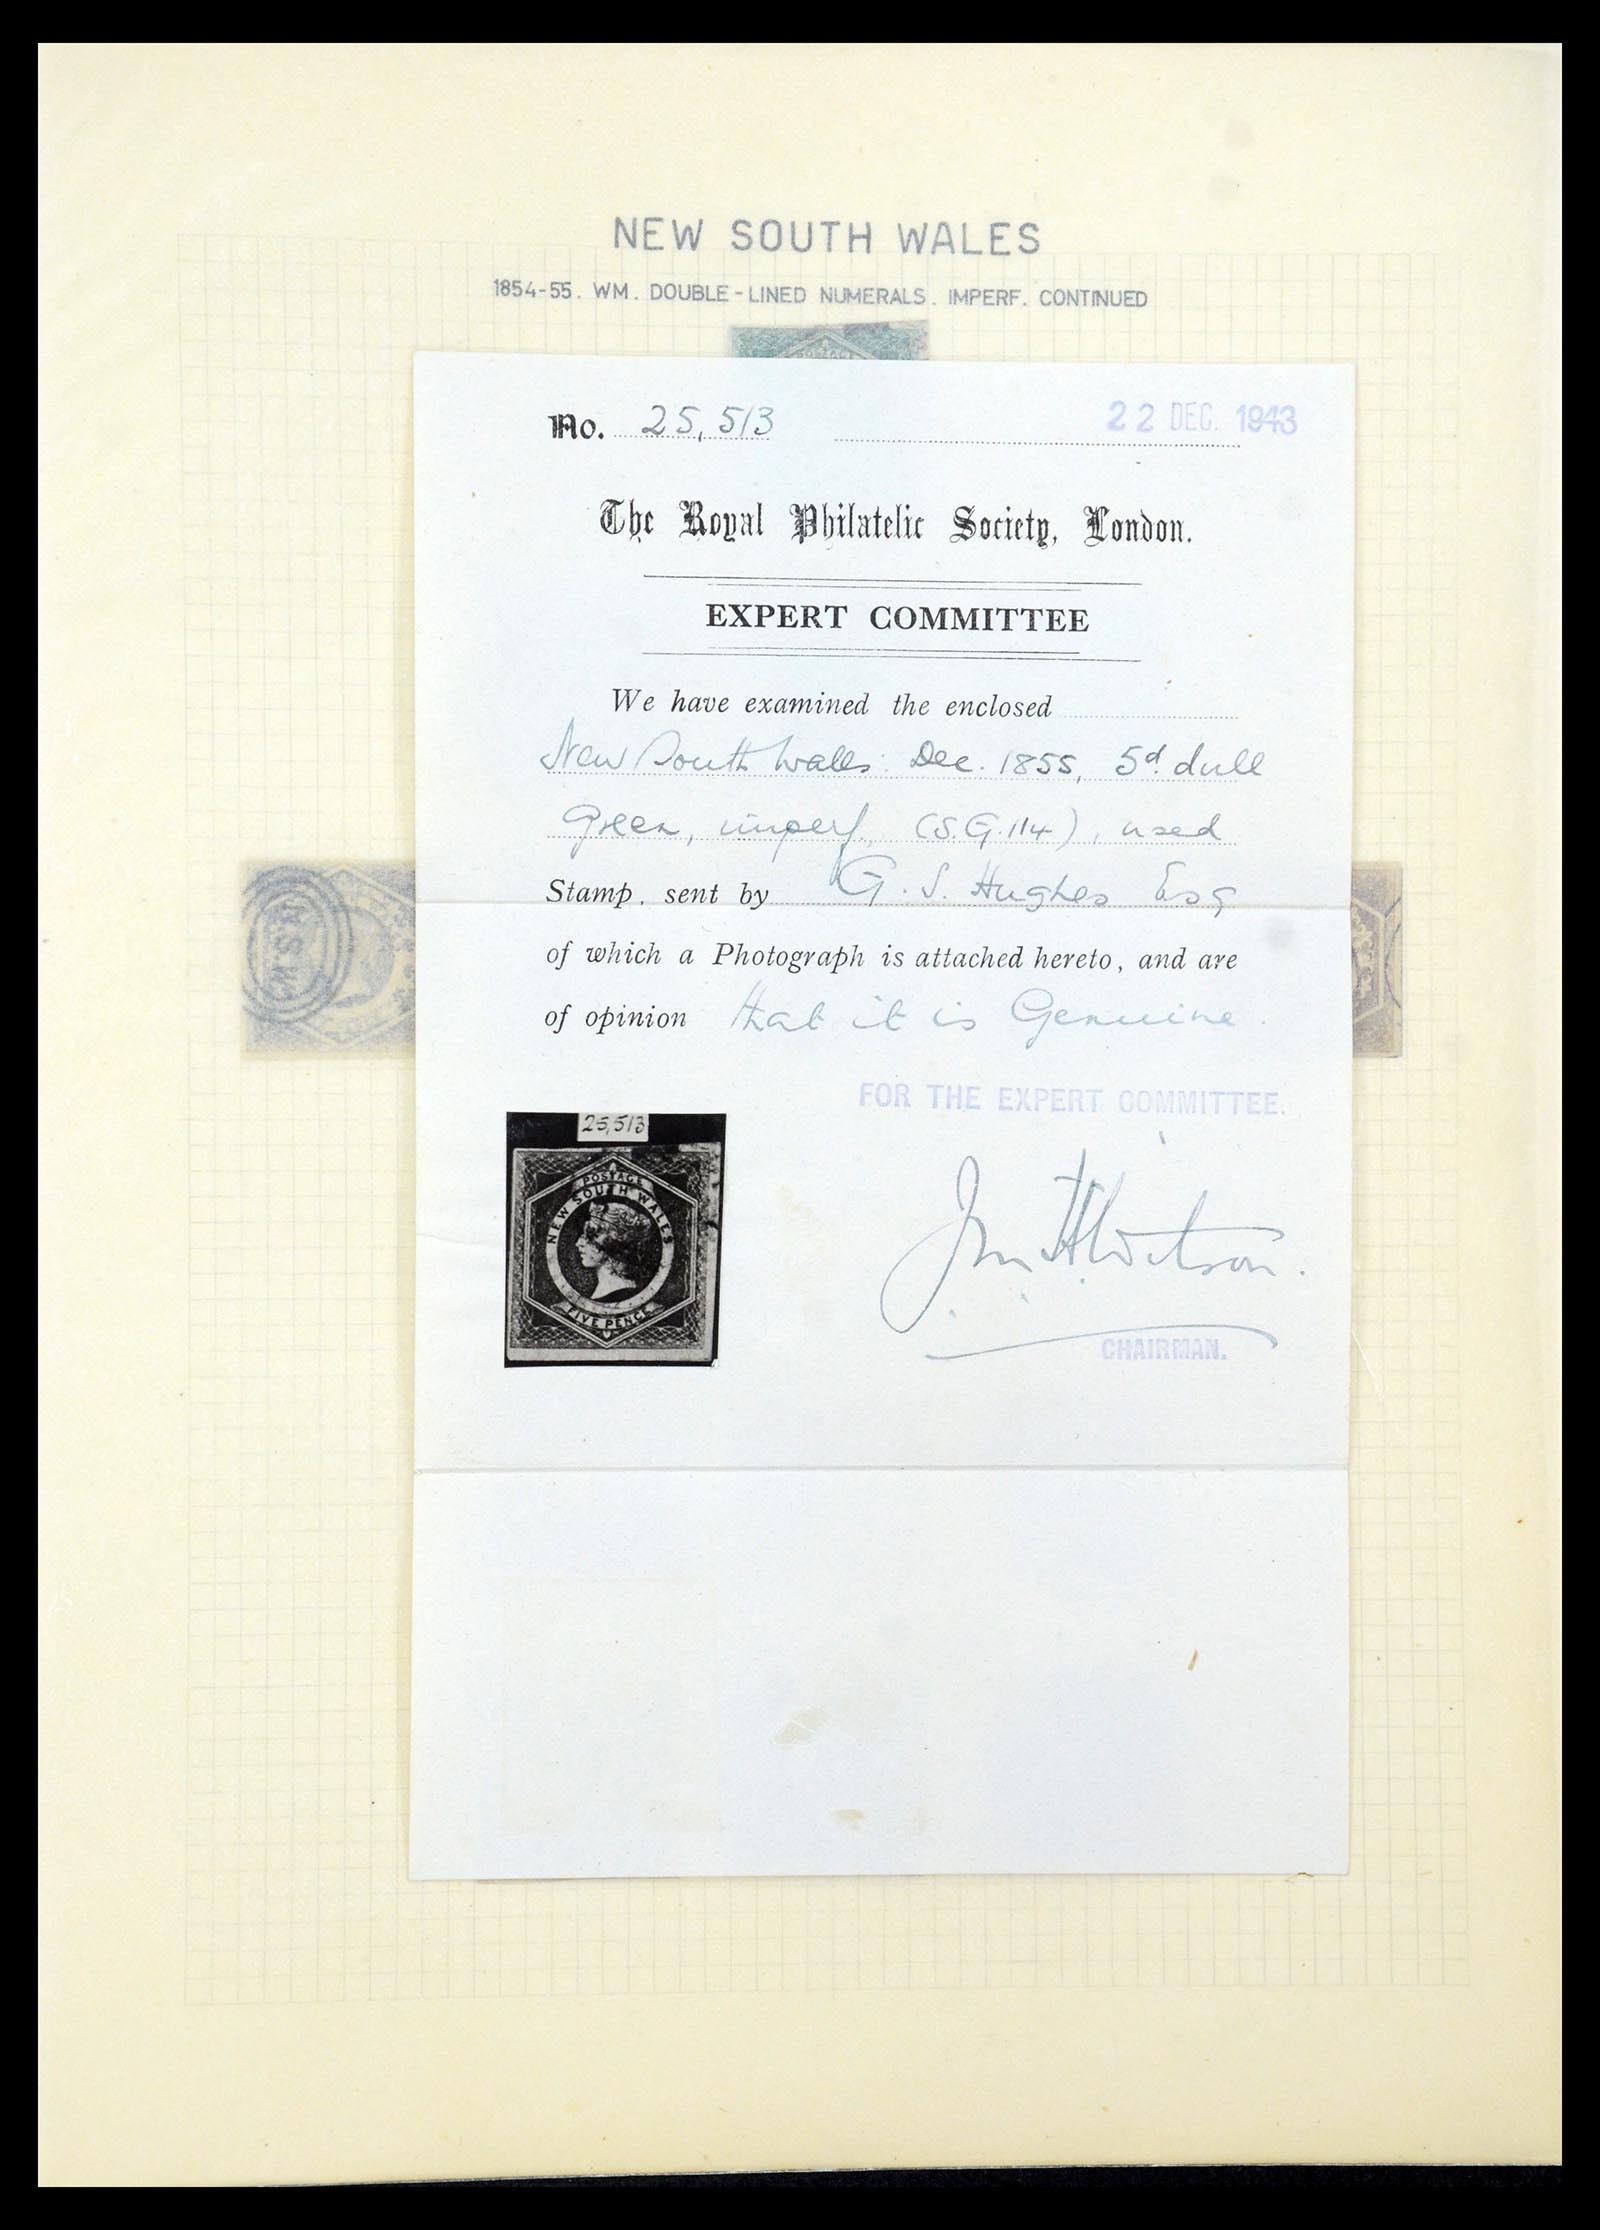 NEW SOUTH WALES
1854-55. WM. DOUBLE-LINED NUMERALS. IMPERF. CONTINUED
POSTAGE
No. 25,513 22 DEC. 1943
The Royal Philatelic Society, London.
EXPERT COMMITTEE
We have examined the enclosed
New South Wales: Dec. 1855, 5d. dull
Green, imperf, (S.G.114), used
Stamp, sent by G. S. Hughes Esq
of which a Photograph is attached hereto, and are
of opinion that it is Genuine.
FOR THE EXPERT COMMITTEE.
25,513
POSTAGE
NEW SOUTH WALES
FIVE PENCE
CHAIRMAN.